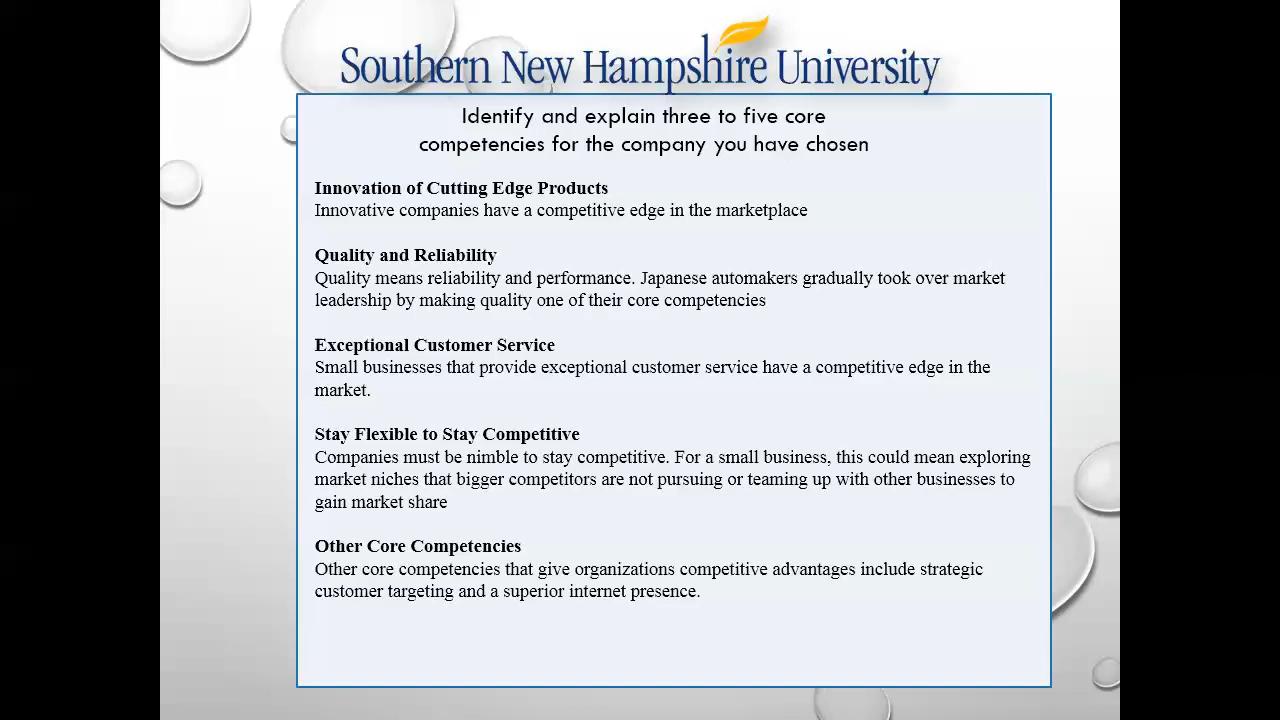 Southern New Hampshire University
Identify and explain three to five core
competencies for the company you have chosen
Innovation of Cutting Edge Products
Innovative companies have a competitive edge in the marketplace
Quality and Reliability
Quality means reliability and performance. Japanese automakers gradually took over market
leadership by making quality one of their core competencies
Exceptional Customer Service
Small businesses that provide exceptional customer service have a competitive edge in the
market.
Stay Flexible to Stay Competitive
Companies must be nimble to stay competitive. For a small business, this could mean exploring
market niches that bigger competitors are not pursuing or teaming up with other businesses to
gain market share
Other Core Competencies
Other core competencies that give organizations competitive advantages include strategic
customer targeting and a superior internet presence.